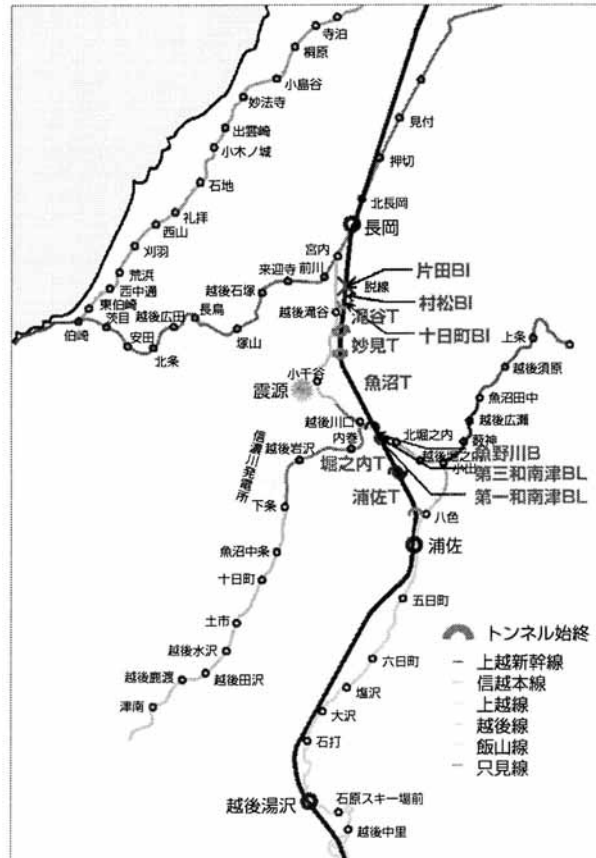 寺泊
桐原
小島谷
妙法寺
出雲崎
小木ノ城
石地
礼拝
西山
刈羽
荒浜
西中通
東伯崎
茨目
伯崎
安田
北条
越後広田
長鳥
塚山
越後石塚
来迎寺
前川
宮内
見付
押切
北長岡
長岡
脱線
片田BI
村松BI
十日町BI
越後滝谷
滝谷T
妙見T
魚沼T
小千谷
震源
越後川口
内巻
北堀之内
堀之内T
越後岩沢
信濃川発電所
下条
魚沼中条
十日町
土市
越後水沢
越後田沢
越後鹿渡
津南
上条
越後須原
魚沼田中
越後広瀬
薮神
魚野川B
小出
第三和南津BL
第一和南津BL
浦佐T
八色
浦佐
五日町
六日町
塩沢
大沢
石打
越後湯沢
石原スキー場前
越後中里
トンネル始終
上越新幹線
信越本線
上越線
越後線
飯山線
只見線